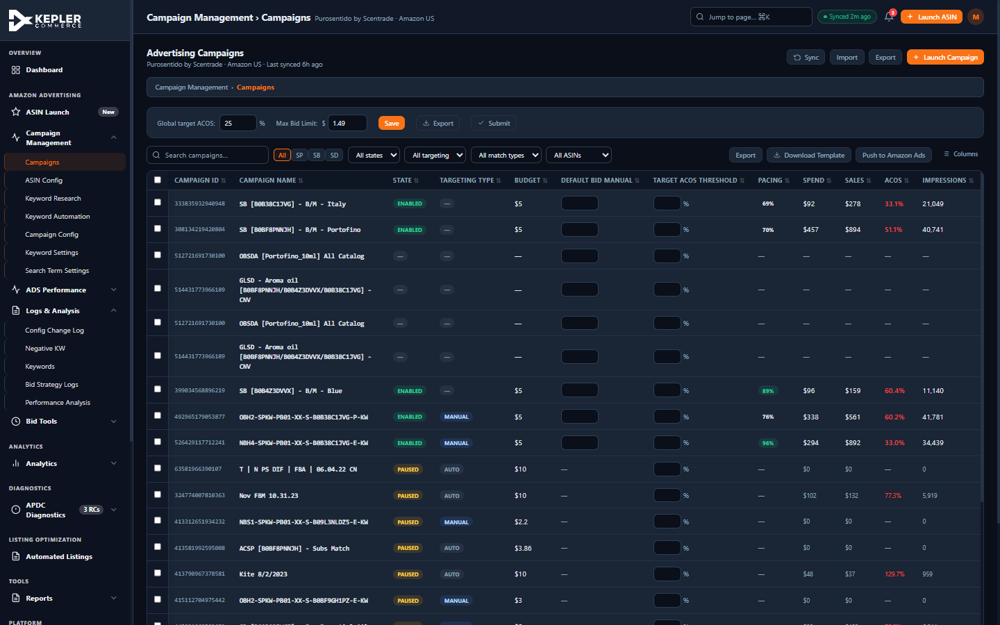 KEPLER
COMMERCE
OVERVIEW
Dashboard
AMAZON ADVERTISING
ASIN Launch New
Campaign
Management
Campaigns
ASIN Config
Keyword Research
Keyword Automation
Campaign Config
Keyword Settings
Search Term Settings
ADS Performance
Logs & Analysis
Config Change Log
Negative KW
Keywords
Bid Strategy Logs
Performance Analysis
Bid Tools
ANALYTICS
Analytics
DIAGNOSTICS
APDC
Diagnostics 3 RCs
LISTING OPTIMIZATION
Automated Listings
TOOLS
Reports
PLATFORM
Campaign Management › Campaigns Purosentido by Scentrade · Amazon US
Jump to page... ⌘K Synced 2m ago 3 + Launch ASIN M
Advertising Campaigns
Purosentido by Scentrade · Amazon US · Last synced 6h ago
Sync Import Export + Launch Campaign
Campaign Management › Campaigns
Global target ACOS: 25 % Max Bid Limit: $ 1.49 Save Export Submit
Search campaigns... All SP SB SD All states All targeting All match types All ASINs Export Download Template Push to Amazon Ads Columns
CAMPAIGN ID CAMPAIGN NAME STATE TARGETING TYPE BUDGET DEFAULT BID MANUAL TARGET ACOS THRESHOLD PACING SPEND SALES ACOS IMPRESSIONS
333835932940948 SB [B0B38C1JVG] - B/M - Italy ENABLED — $5 % 69% $92 $278 33.1% 21,049
308134219420804 SB [B0BF8PNNJH] - B/M - Portofino ENABLED — $5 % 70% $457 $894 51.1% 40,741
512721691730100 OBSDA [Portofino_10ml] All Catalog — — — % — — — — —
GLSD - Aroma oil
514431773966189 [B0BF8PNNJH/B0B4Z3DVVX/B0B38C1JVG] - — — — % — — — — —
CNV
512721691730100 OBSDA [Portofino_10ml] All Catalog — — — % — — — — —
GLSD - Aroma oil
514431773966189 [B0BF8PNNJH/B0B4Z3DVVX/B0B38C1JVG] - — — — % — — — — —
CNV
399034568896219 SB [B0B4Z3DVVX] - B/M - Blue ENABLED — $5 % 89% $96 $159 60.4% 11,140
492965179053877 OBH2-SPKW-PB01-XX-S-B0B38C1JVG-P-KW ENABLED MANUAL $5 % 76% $338 $561 60.2% 41,781
526429117712241 NBH4-SPKW-PB01-XX-S-B0B38C1JVG-E-KW ENABLED MANUAL $5 % 96% $294 $892 33.0% 34,439
63581966390107 T | N PS DIF | FBA | 06.04.22 CN PAUSED AUTO $10 — % — $0 $0 — 0
324774007810363 Nov FBM 10.31.23 PAUSED AUTO $10 — % — $102 $132 77.3% 5,919
413312651934232 NBS1-SPKW-PB01-XX-S-B09L3NLDZ5-E-KW PAUSED MANUAL $2.2 — % — $0 $0 — 0
413581992595008 ACSP [B0BF8PNNJH] - Subs Match PAUSED AUTO $3.86 — % — $0 $0 — 0
413790967378581 Kite 8/2/2023 PAUSED AUTO $10 — % — $48 $37 129.7% 959
415112704975442 OBH2-SPKW-PB01-XX-S-B0BF9GH1PZ-E-KW PAUSED MANUAL $3 — % — $0 $0 — 0